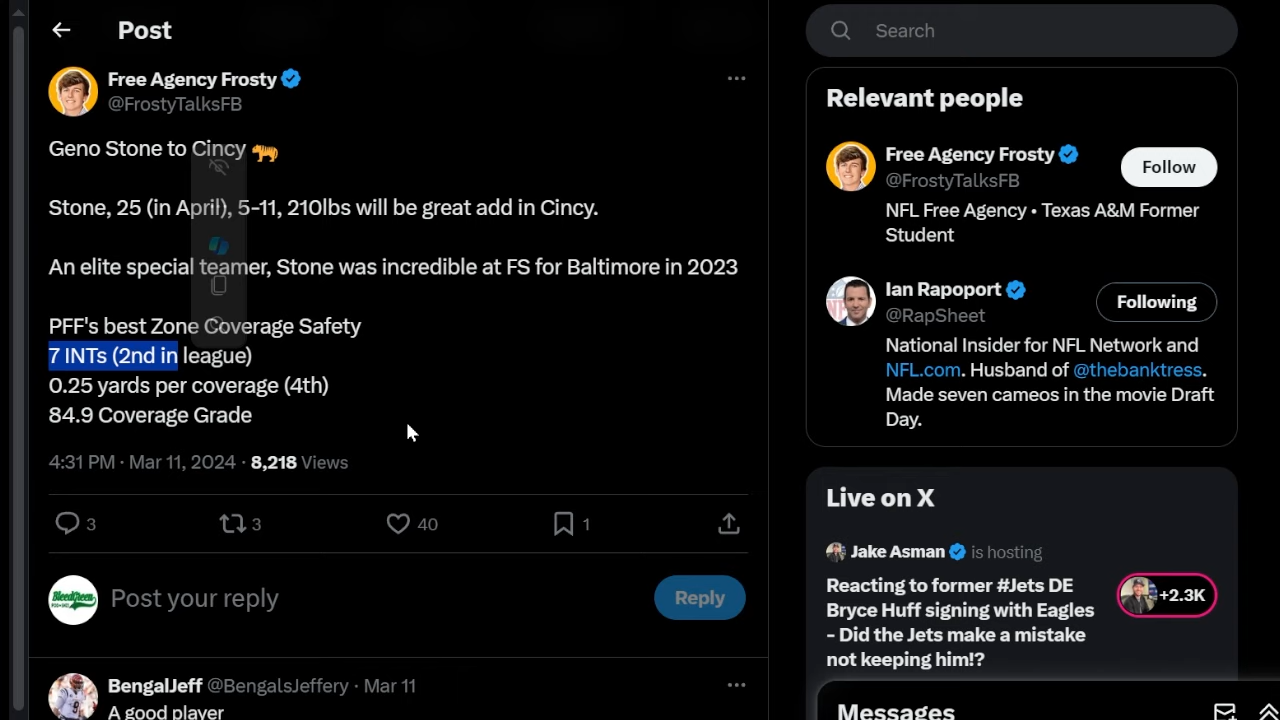 Post
Free Agency Frosty
@FrostyTalksFB
Geno Stone to Cincy
Stone, 25 (in April), 5-11, 210lbs will be great add in Cincy.
An elite special teamer, Stone was incredible at FS for Baltimore in 2023
PFF's best Zone Coverage Safety
7 INTs (2nd in league)
0.25 yards per coverage (4th)
84.9 Coverage Grade
4:31 PM · Mar 11, 2024 · 8,218 Views
3 3 40 1
BleedGreen
Post your reply
Reply
BengalJeff @BengalsJeffery · Mar 11
A good player
Search
Relevant people
Free Agency Frosty
@FrostyTalksFB
Follow
NFL Free Agency • Texas A&M Former
Student
Ian Rapoport
@RapSheet
Following
National Insider for NFL Network and
NFL.com. Husband of @thebanktress.
Made seven cameos in the movie Draft
Day.
Live on X
Jake Asman is hosting
Reacting to former #Jets DE
Bryce Huff signing with Eagles
- Did the Jets make a mistake
not keeping him!?
+2.3K
Messages